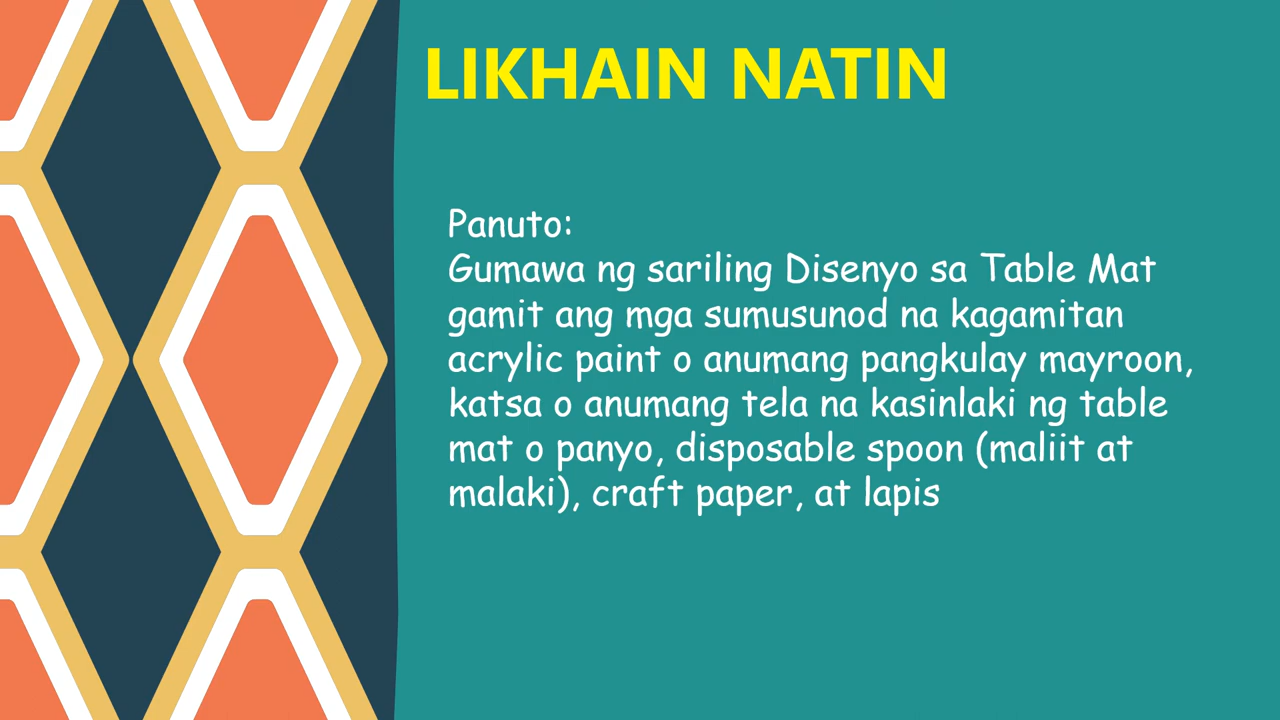 LIKHAIN NATIN
Panuto:
Gumawa ng sariling Disenyo sa Table Mat
gamit ang mga sumusunod na kagamitan
acrylic paint o anumang pangkulay mayroon,
katsa o anumang tela na kasinlaki ng table
mat o panyo, disposable spoon (maliit at
malaki), craft paper, at lapis